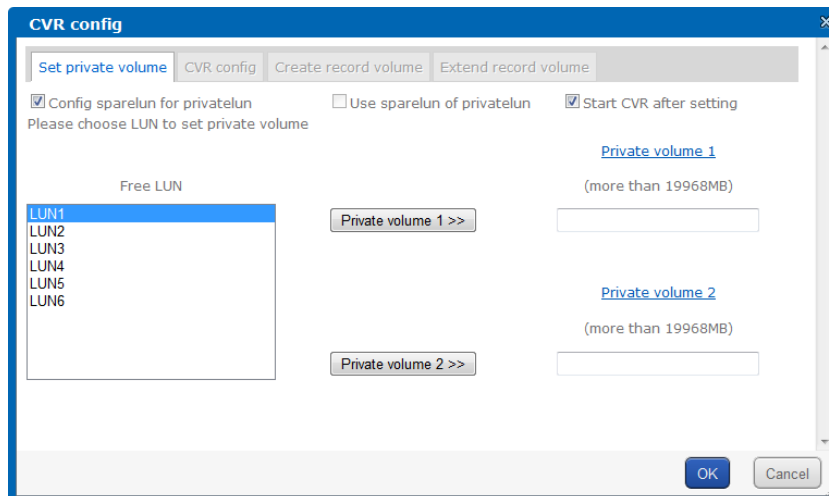 CVR config
Set private volume CVR config Create record volume Extend record volume
Config sparelun for privatelun Use sparelun of privatelun Start CVR after setting
Please choose LUN to set private volume
Private volume 1
Free LUN (more than 19968MB)
LUN1
Private volume 1 >>
LUN2
LUN3
LUN4
LUN5
LUN6
Private volume 2
(more than 19968MB)
Private volume 2 >>
OK Cancel